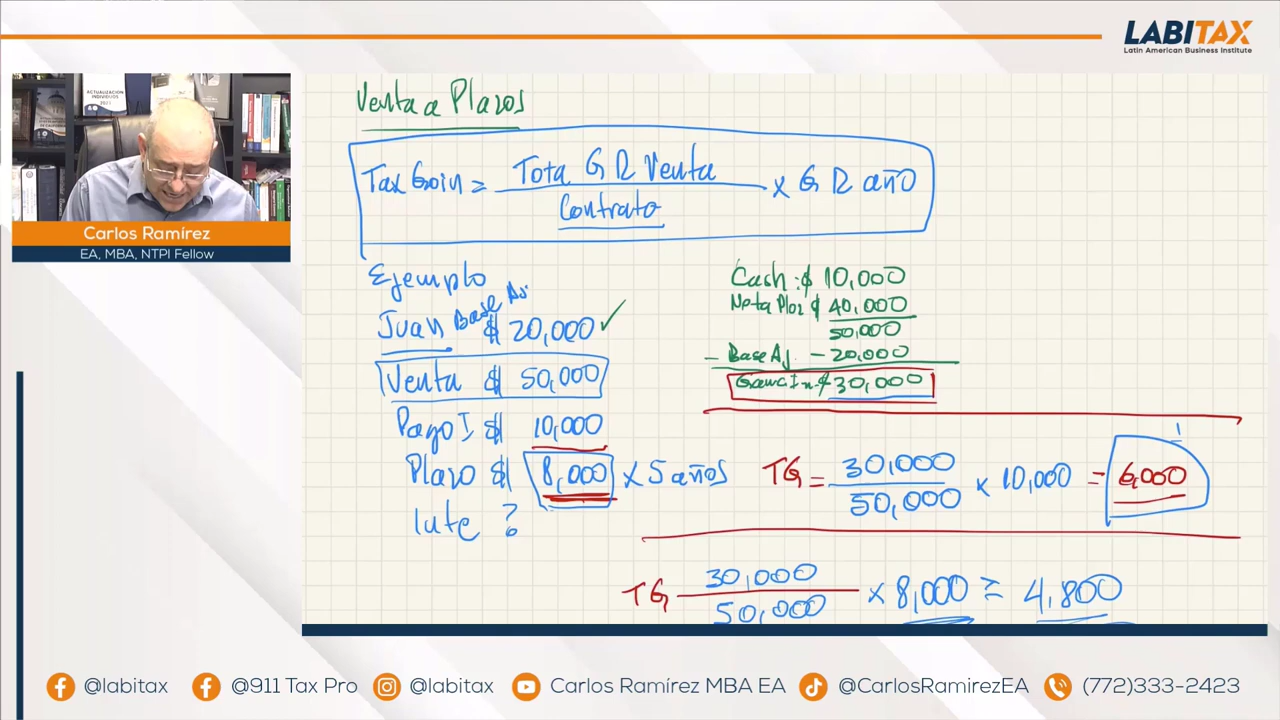 LABITAX
Latin American Business Institute
ACTUALIZACIÓN
Carlos Ramírez
EA, MBA, NTPI Fellow
Venta a Plazos
Tax Gain = Tota G R Venta / Contrato x G R año
Ejemplo
Juan Base Aj $ 20,000 ✓
Venta $ 50,000
Pago I $ 10,000
Plazo $ 8,000 x 5 años
Inte ?
Cash: $ 10,000
$ 40,000
50,000
- Base Aj. - 20,000
$ 30,000
TG = 30,000 / 50,000 x 10,000 = 6,000
TG 30,000 / 50,000 x 8,000 = 4,800
@labitax
@911 Tax Pro
@labitax
Carlos Ramírez MBA EA
@CarlosRamirezEA
(772)333-2423